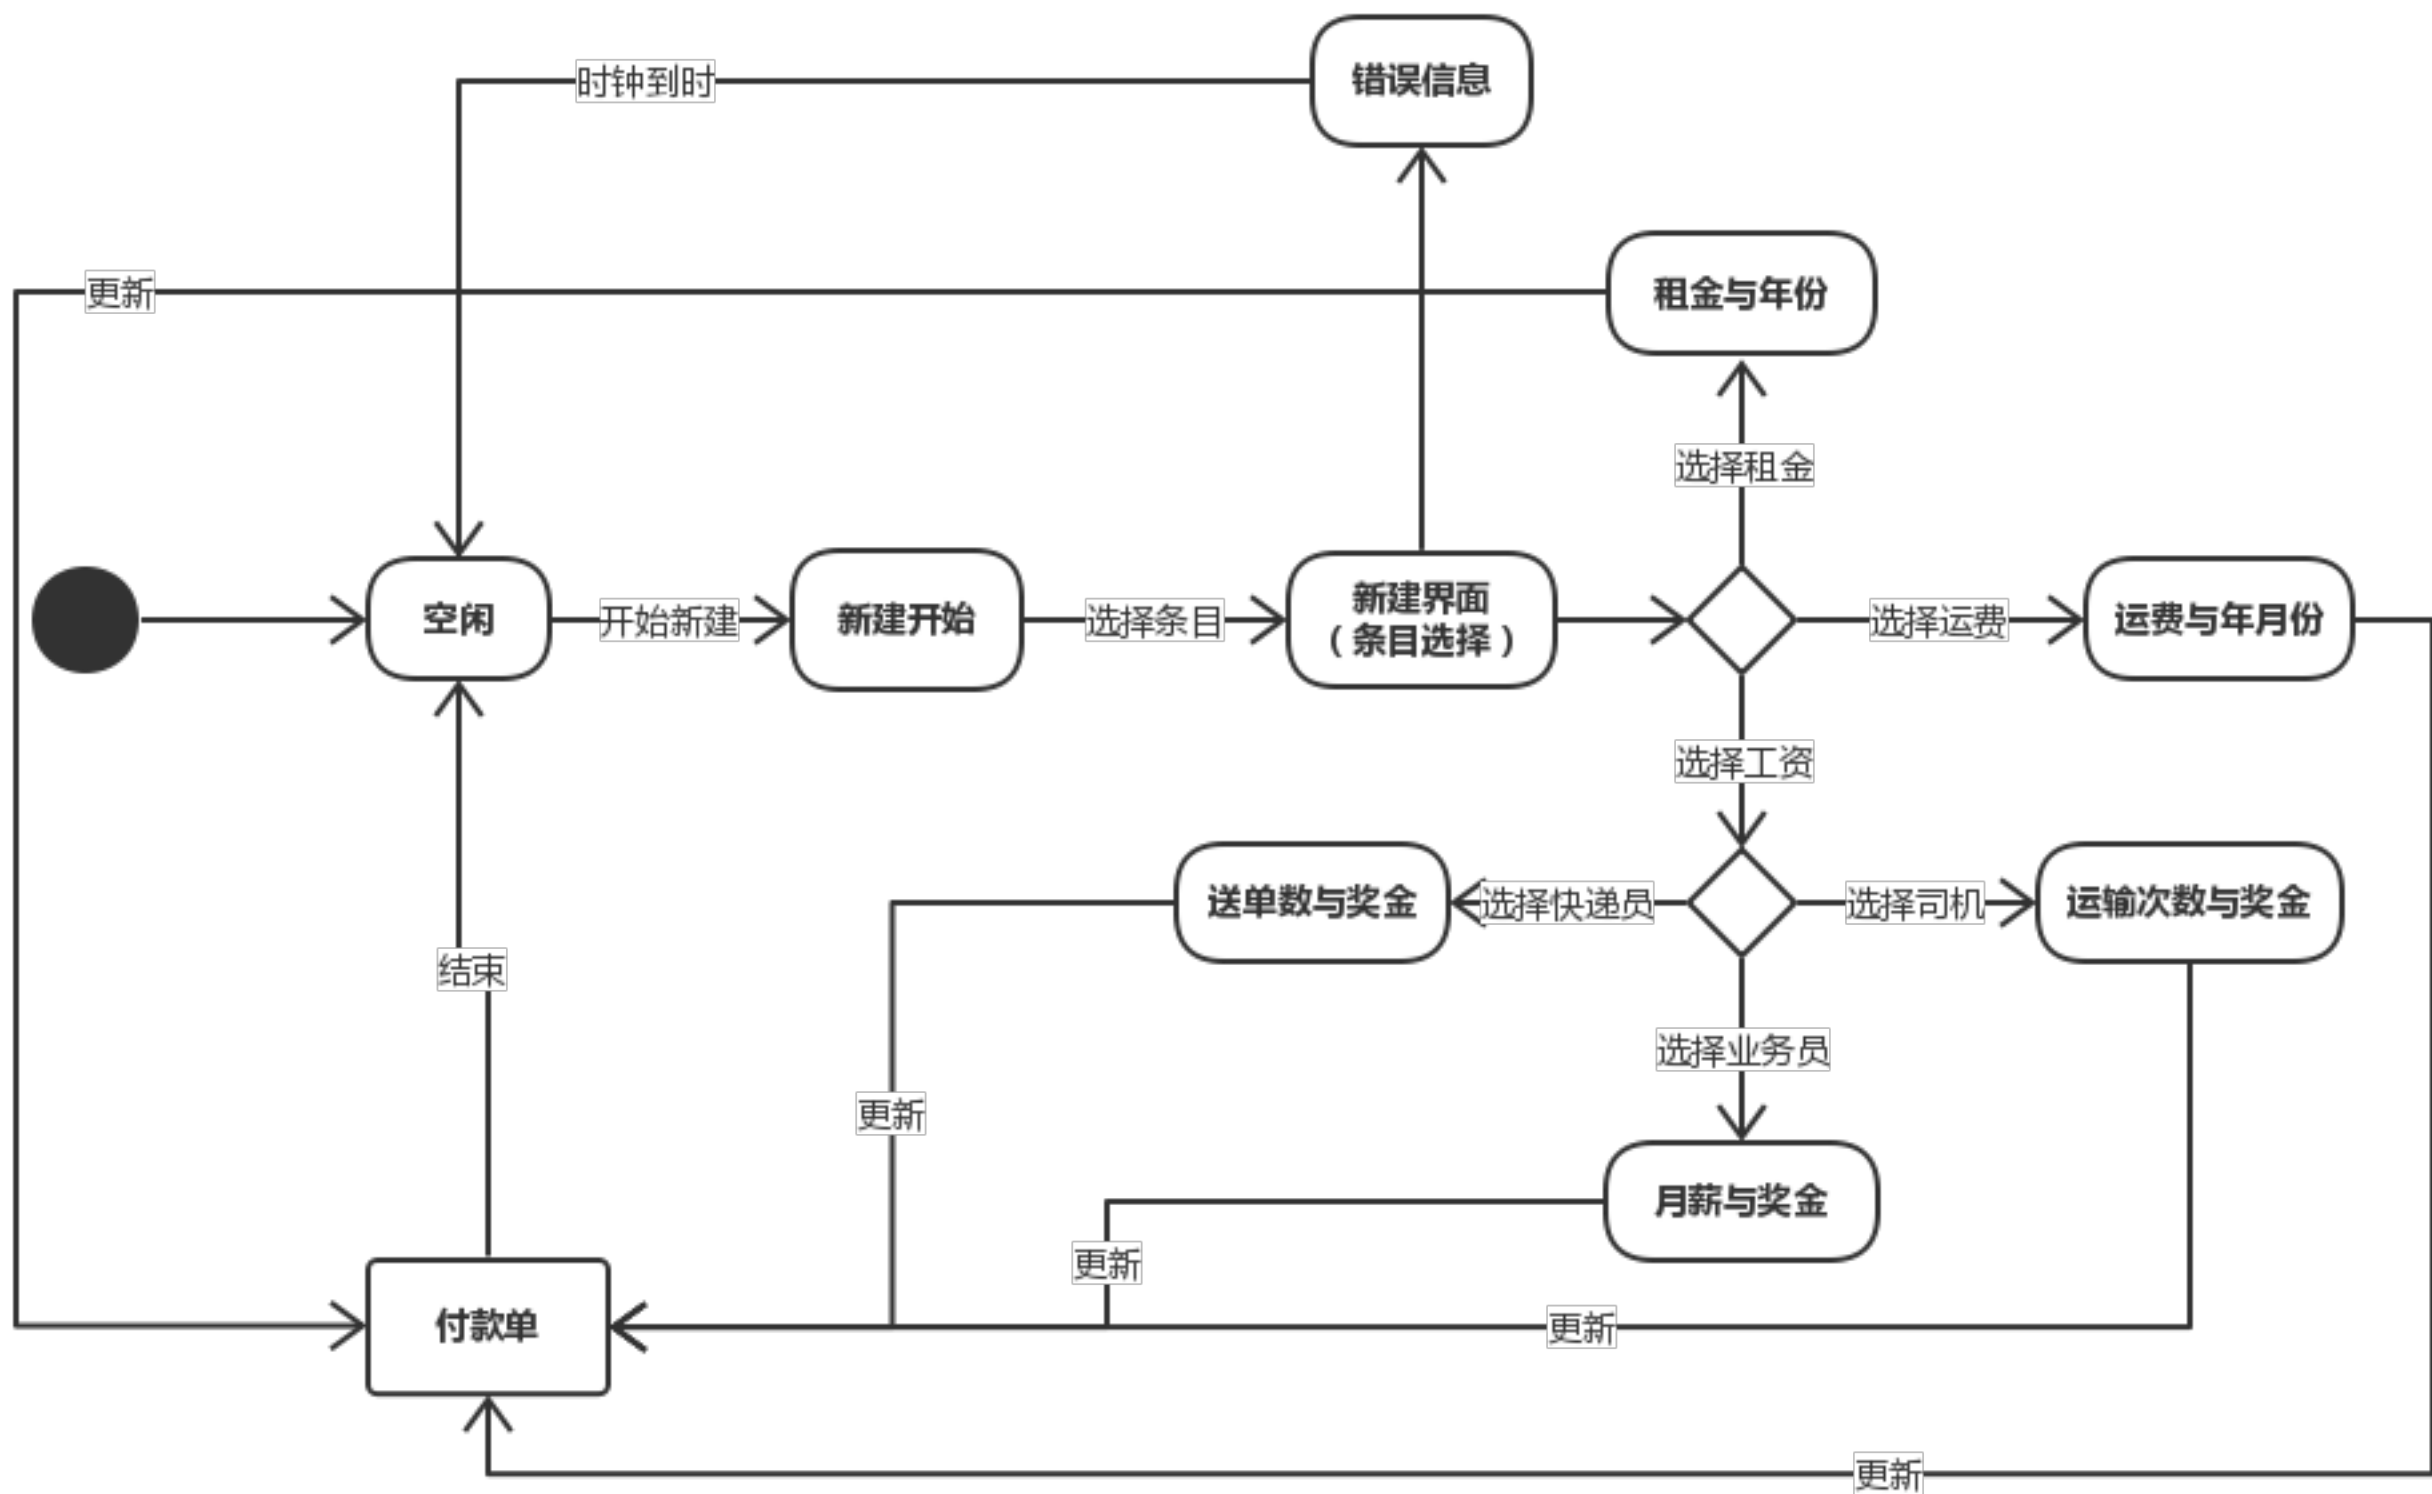 错误信息
时钟到时
更新
租金与年份
选择租金
空闲
开始新建
新建开始
选择条目
新建界面
（条目选择）
选择运费
运费与年月份
选择工资
送单数与奖金
选择快递员
选择司机
运输次数与奖金
结束
选择业务员
更新
月薪与奖金
更新
付款单
更新
更新